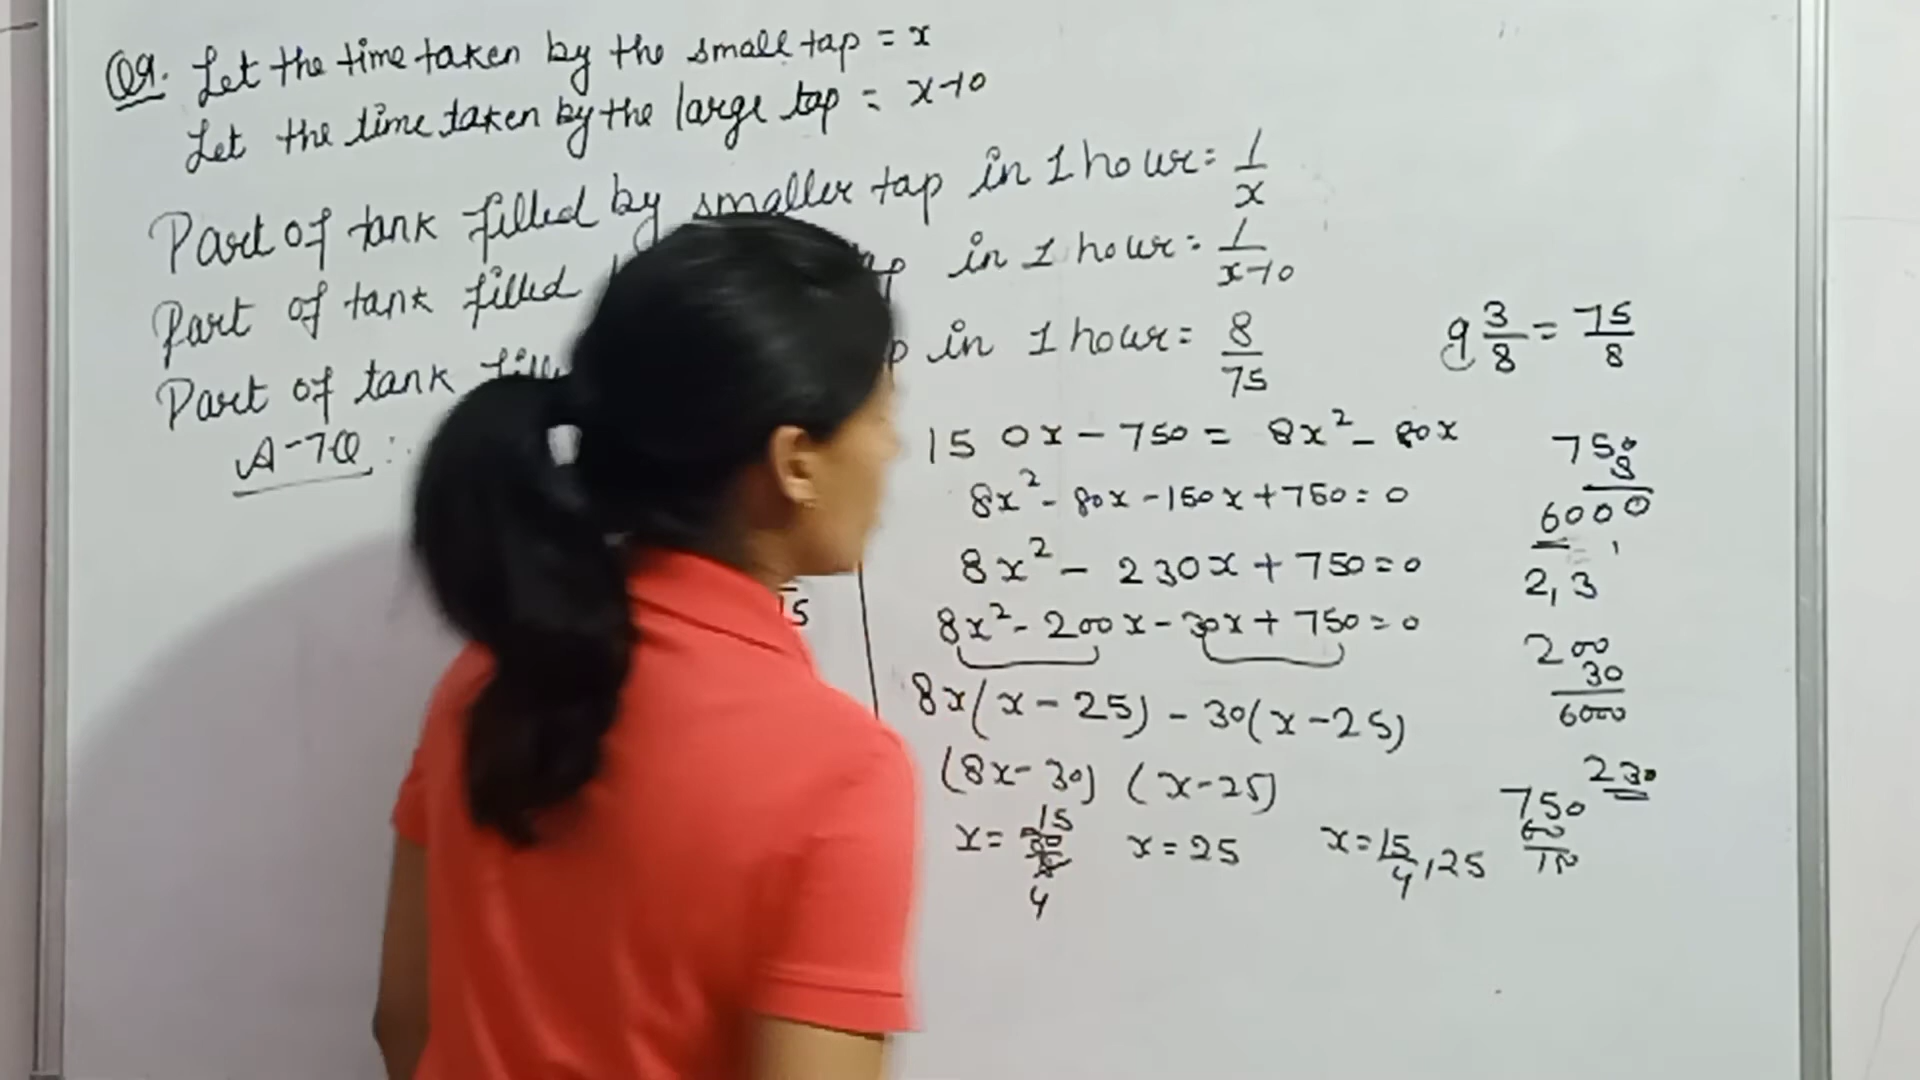 Q9. Let the time taken by the small tap = x
Let the time taken by the large tap = x-10
Part of tank filled by smaller tap in 1 hour = 1/x
Part of tank filled in 1 hour = 1/x-10
Part of tank in 1 hour = 8/75
9 3/8 = 75/8
A-TQ :-
150x - 750 = 8x² - 80x
8x² - 80x - 150x + 750 = 0
8x² - 230x + 750 = 0
8x² - 200x - 30x + 750 = 0
8x(x - 25) - 30(x - 25)
(8x - 30) (x - 25)
x = 30/8 15/4 x = 25 x = 15/4, 25
750
8
6000
2,3
200
30
6000
230
750
60
15